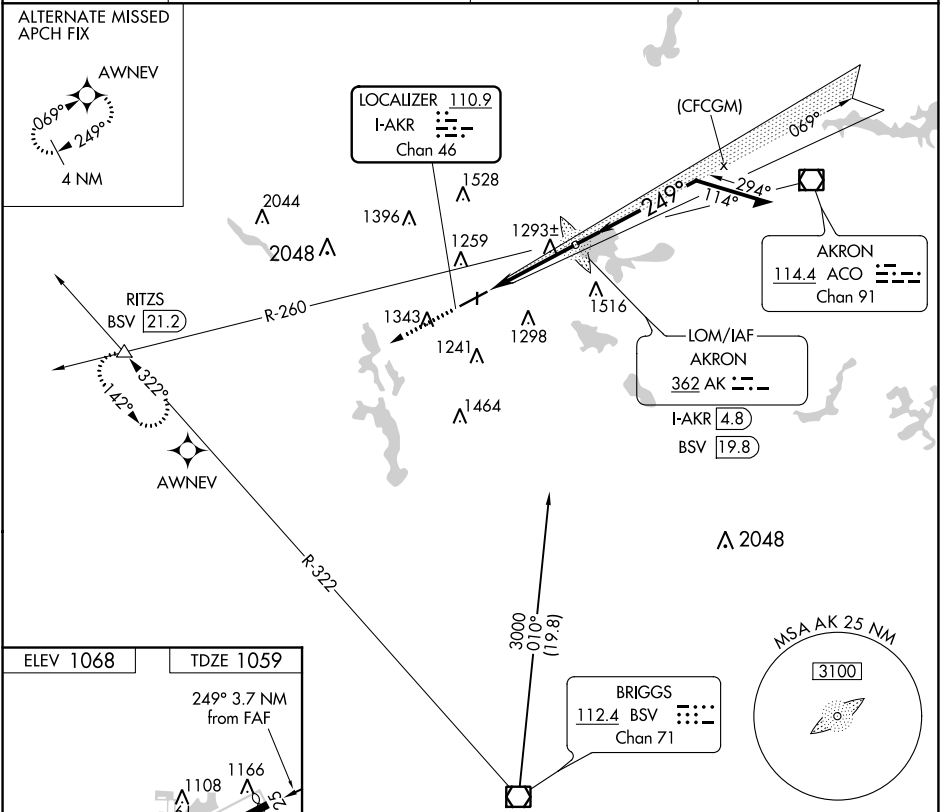 ALTERNATE MISSED
APCH FIX
AWNEV
069°
249°
4 NM
LOCALIZER 110.9
I-AKR
Chan 46
(CFCGM)
069°
249°
294°
114°
AKRON
114.4 ACO
Chan 91
2044
2048
1396
1528
1259
1293±
1516
1343
1241
1298
1464
LOM/IAF
AKRON
362 AK
I-AKR 4.8
BSV 19.8
RITZS
BSV 21.2
R-260
322°
142°
AWNEV
R-322
2048
3000
010°
(19.8)
MSA AK 25 NM
3100
BRIGGS
112.4 BSV
Chan 71
ELEV 1068
TDZE 1059
249° 3.7 NM
from FAF
1108
1166
25